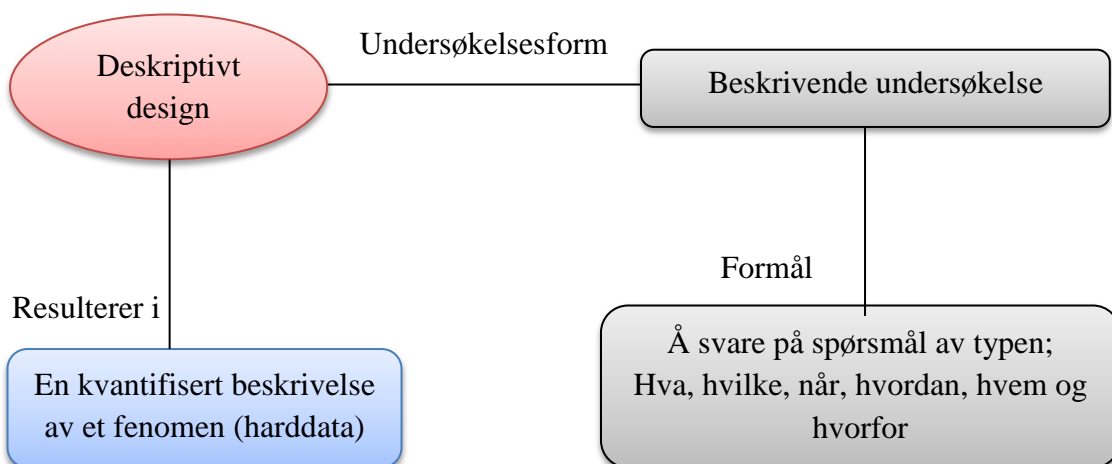 Undersøkelsesform
Deskriptivt
design
Beskrivende undersøkelse
Resulterer i
Formål
En kvantifisert beskrivelse
av et fenomen (harddata)
Å svare på spørsmål av typen;
Hva, hvilke, når, hvordan, hvem og
hvorfor